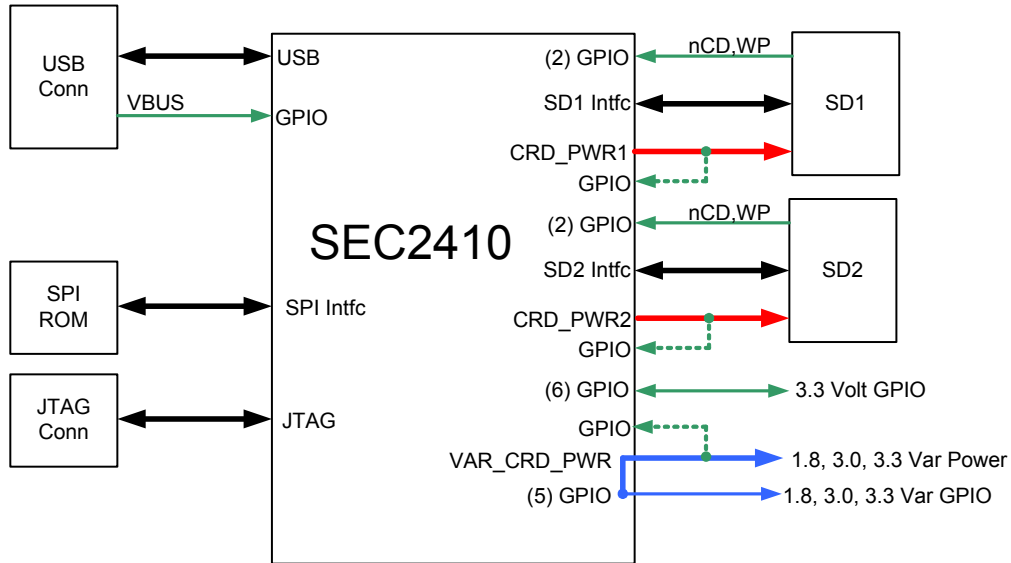 USB
Conn
VBUS
USB
GPIO
SPI
ROM
SPI Intfc
JTAG
Conn
JTAG
SEC2410
(2) GPIO
nCD,WP
SD1 Intfc
SD1
CRD_PWR1
GPIO
(2) GPIO
nCD,WP
SD2 Intfc
SD2
CRD_PWR2
GPIO
(6) GPIO
3.3 Volt GPIO
GPIO
VAR_CRD_PWR
1.8, 3.0, 3.3 Var Power
(5) GPIO
1.8, 3.0, 3.3 Var GPIO